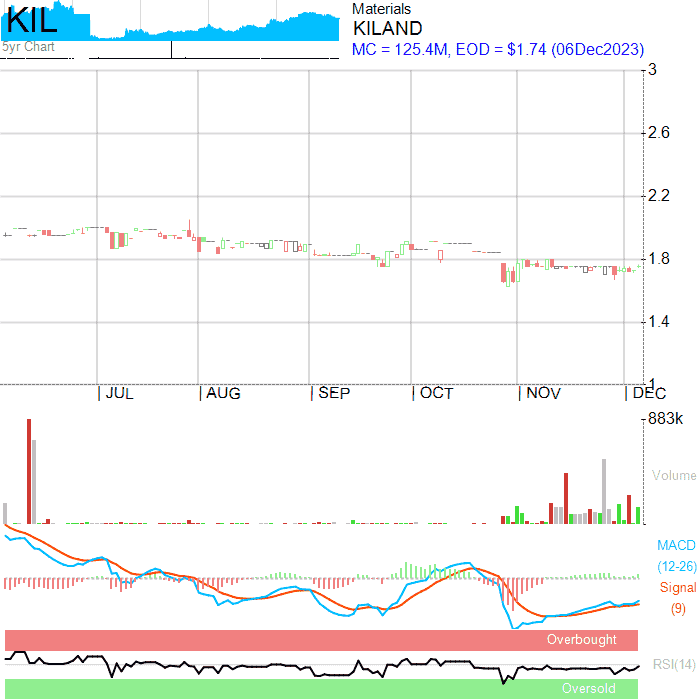 KIL
5yr Chart
Materials
KILAND
MC = 125.4M, EOD = $1.74 (06Dec2023)
3
2.6
2.2
1.8
1.4
1
JUL AUG SEP OCT NOV DEC
883k
Volume
MACD
(12-26)
Signal
(9)
Overbought
RSI(14)
Oversold